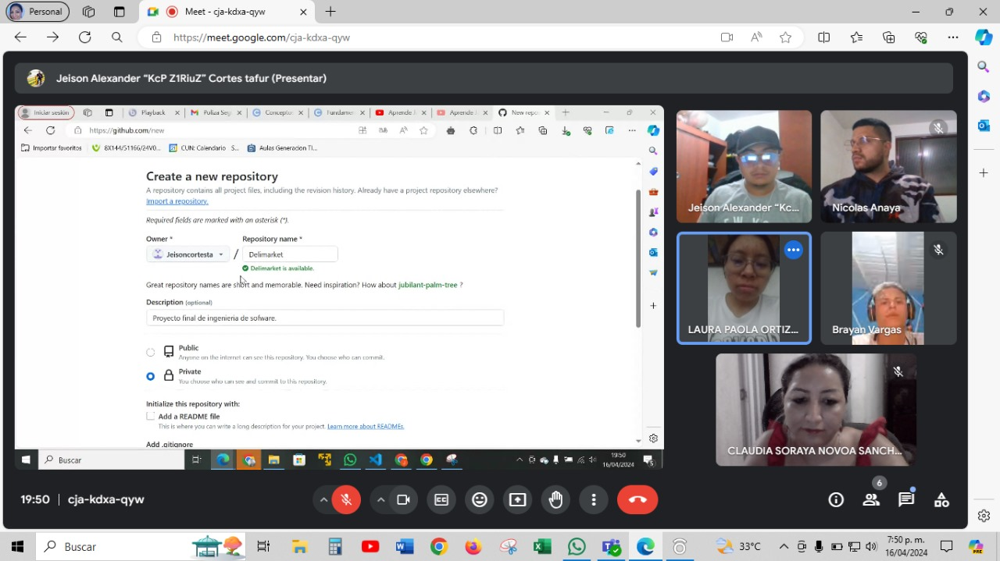 Personal
Meet - cja-kdxa-qyw
https://meet.google.com/cja-kdxa-qyw
Jeison Alexander “KcP Z1RiuZ” Cortes tafur (Presentar)
Iniciar sesión
Playback
Poliza Seg
Concepto:
Fundamen
Aprende
Aprende
New repo
https://github.com/new
Importar favoritos
8X144/51166/24V0...
CUN: Calendario S...
Aulas Generacion TI...
Create a new repository
A repository contains all project files, including the revision history. Already have a project repository elsewhere?
Import a repository.
Required fields are marked with an asterisk (*).
Owner *
Repository name *
Jeisoncortesta
/
Delimarket
Delimarket is available.
Great repository names are short and memorable. Need inspiration? How about jubilant-palm-tree ?
Description (optional)
Proyecto final de ingenieria de sofware.
Public
Anyone on the internet can see this repository. You choose who can commit.
Private
You choose who can see and commit to this repository.
Initialize this repository with:
Add a README file
This is where you can write a long description for your project. Learn more about READMEs.
Add .gitignore
Buscar
19:50
16/04/2024
Jeison Alexander “Kc...
Nicolas Anaya
LAURA PAOLA ORTIZ...
Brayan Vargas
CLAUDIA SORAYA NOVOA SANCH...
19:50
cja-kdxa-qyw
6
Buscar
33°C
7:50 p. m.
16/04/2024